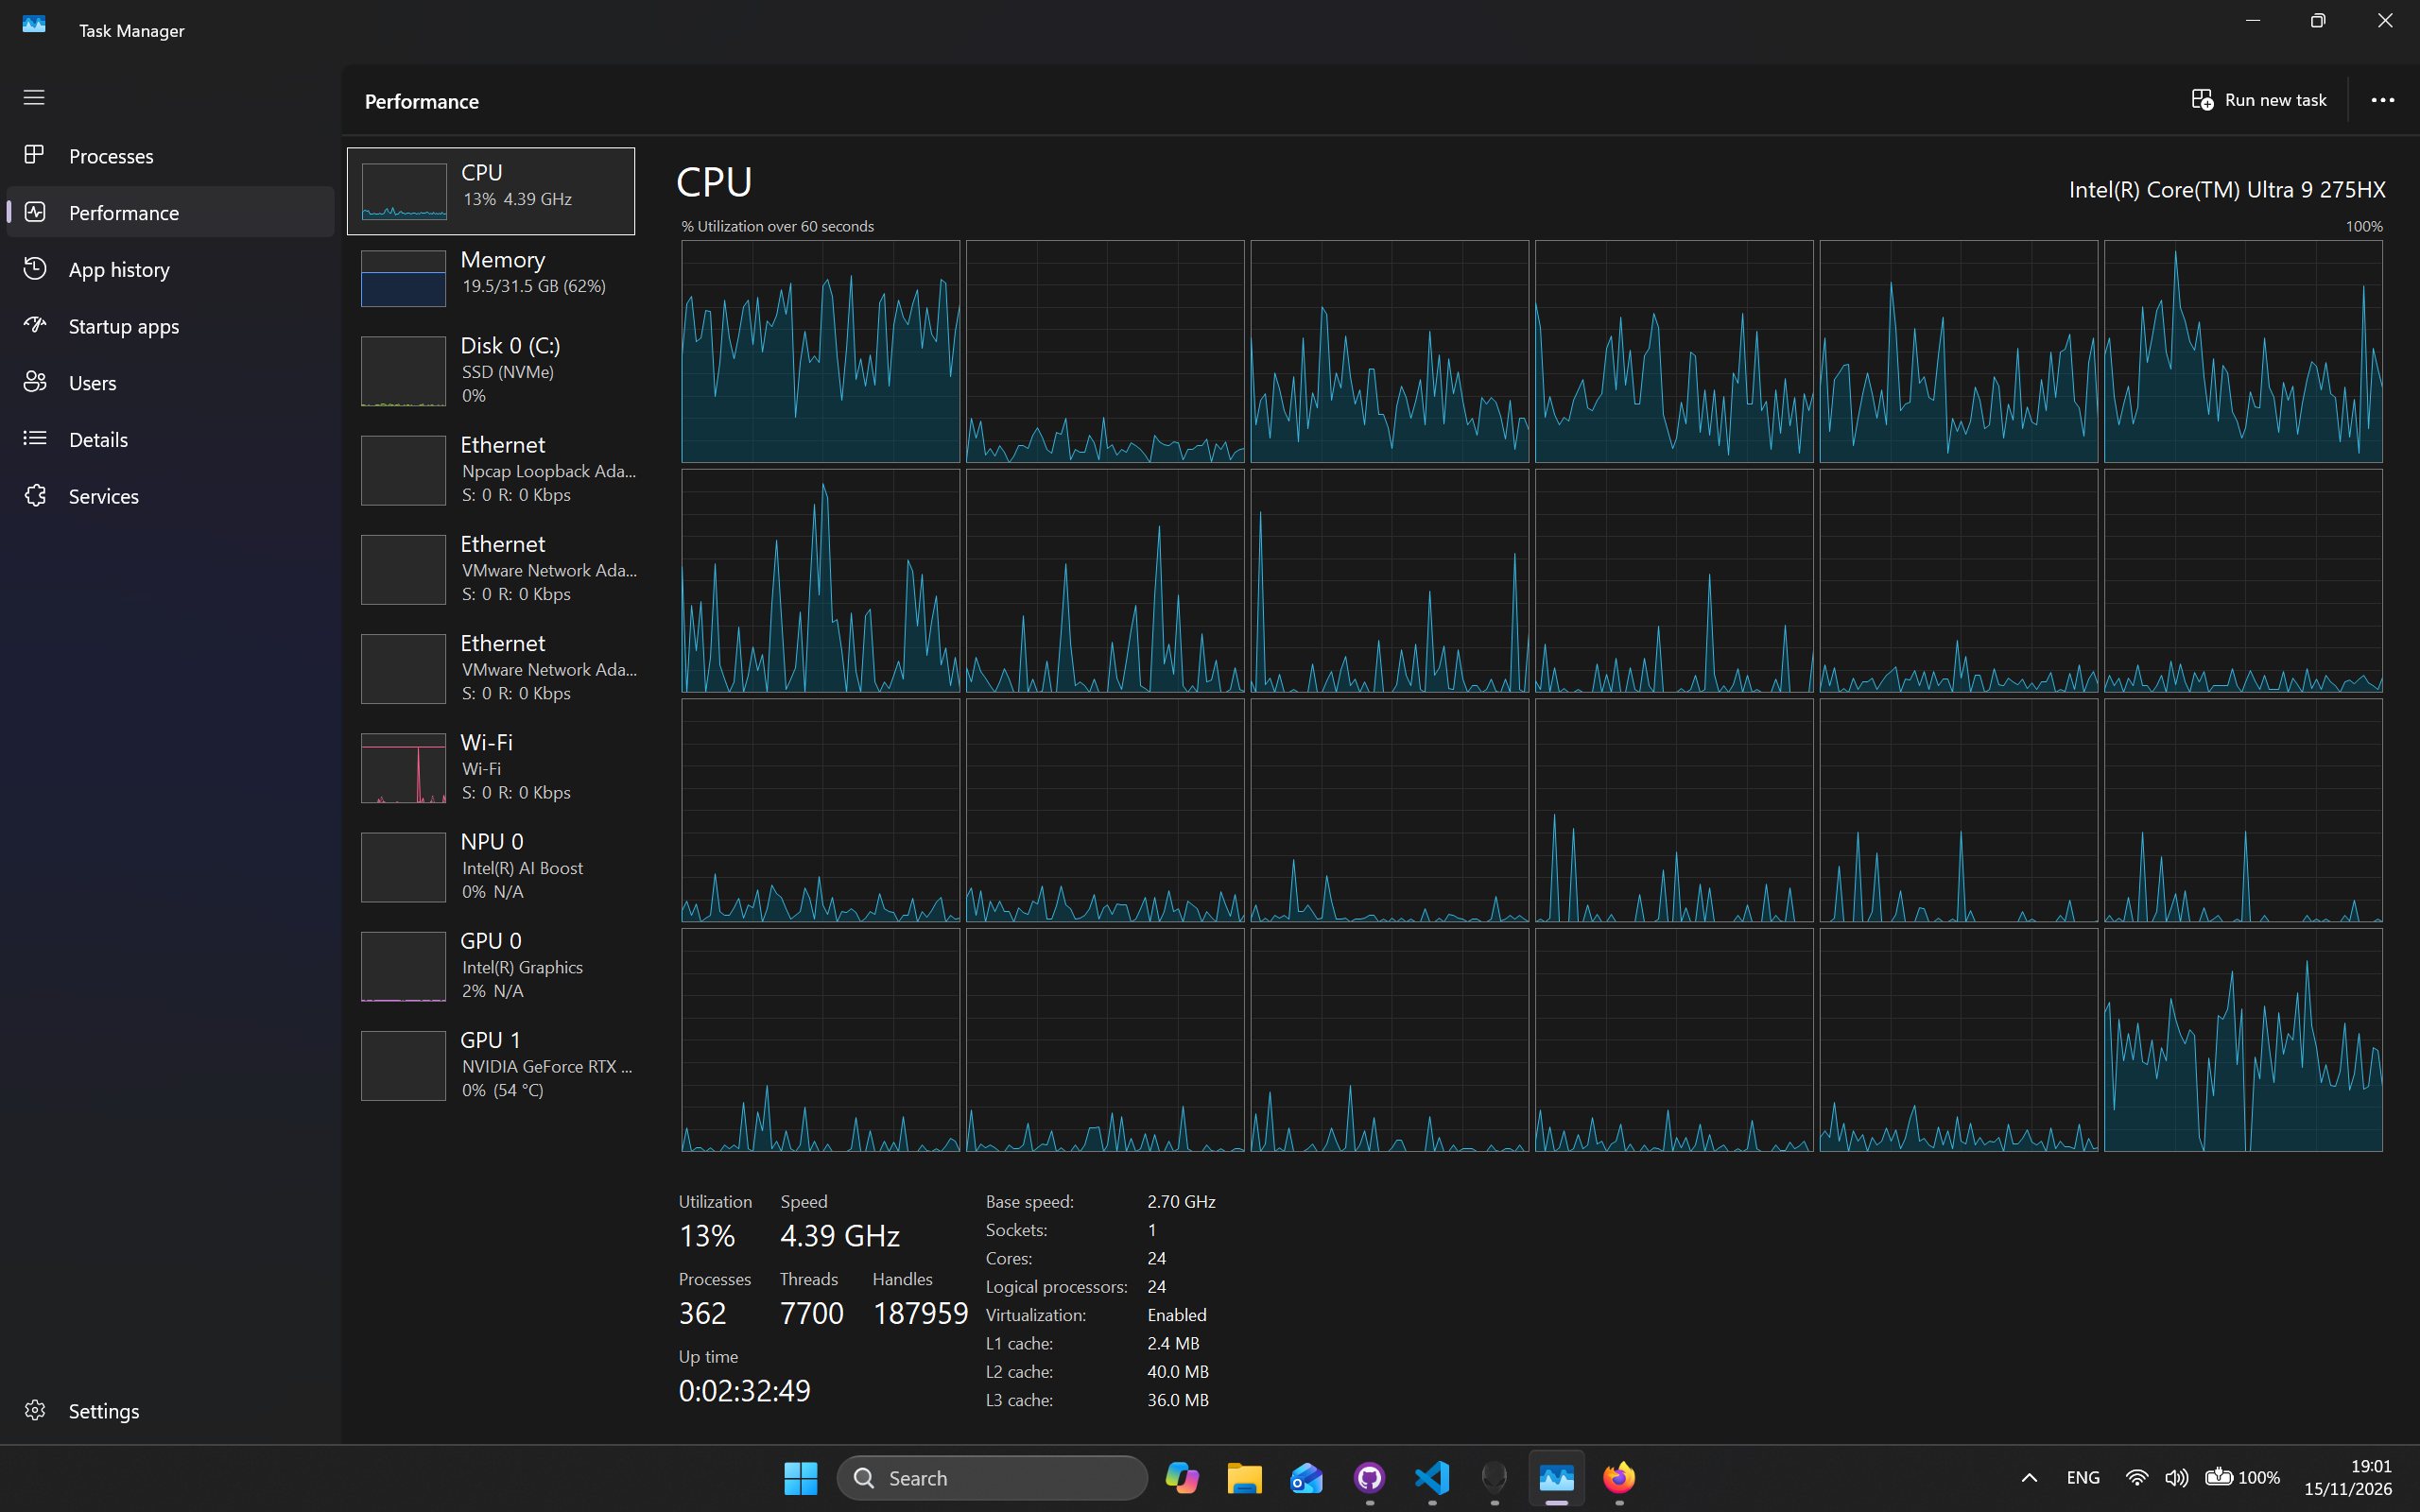 Task Manager
Processes
Performance
App history
Startup apps
Users
Details
Services
Settings
Performance
Run new task
CPU
13% 4.39 GHz
Memory
19.5/31.5 GB (62%)
Disk 0 (C:)
SSD (NVMe)
0%
Ethernet
Npcap Loopback Ada...
S: 0 R: 0 Kbps
Ethernet
VMware Network Ada...
S: 0 R: 0 Kbps
Ethernet
VMware Network Ada...
S: 0 R: 0 Kbps
Wi-Fi
Wi-Fi
S: 0 R: 0 Kbps
NPU 0
Intel(R) AI Boost
0% N/A
GPU 0
Intel(R) Graphics
2% N/A
GPU 1
NVIDIA GeForce RTX ...
0% (54 °C)
CPU
Intel(R) Core(TM) Ultra 9 275HX
% Utilization over 60 seconds
100%
Utilization Speed
13% 4.39 GHz
Processes Threads Handles
362 7700 187959
Up time
0:02:32:49
Base speed: 2.70 GHz
Sockets: 1
Cores: 24
Logical processors: 24
Virtualization: Enabled
L1 cache: 2.4 MB
L2 cache: 40.0 MB
L3 cache: 36.0 MB
Search
ENG
100%
19:01
15/11/2026